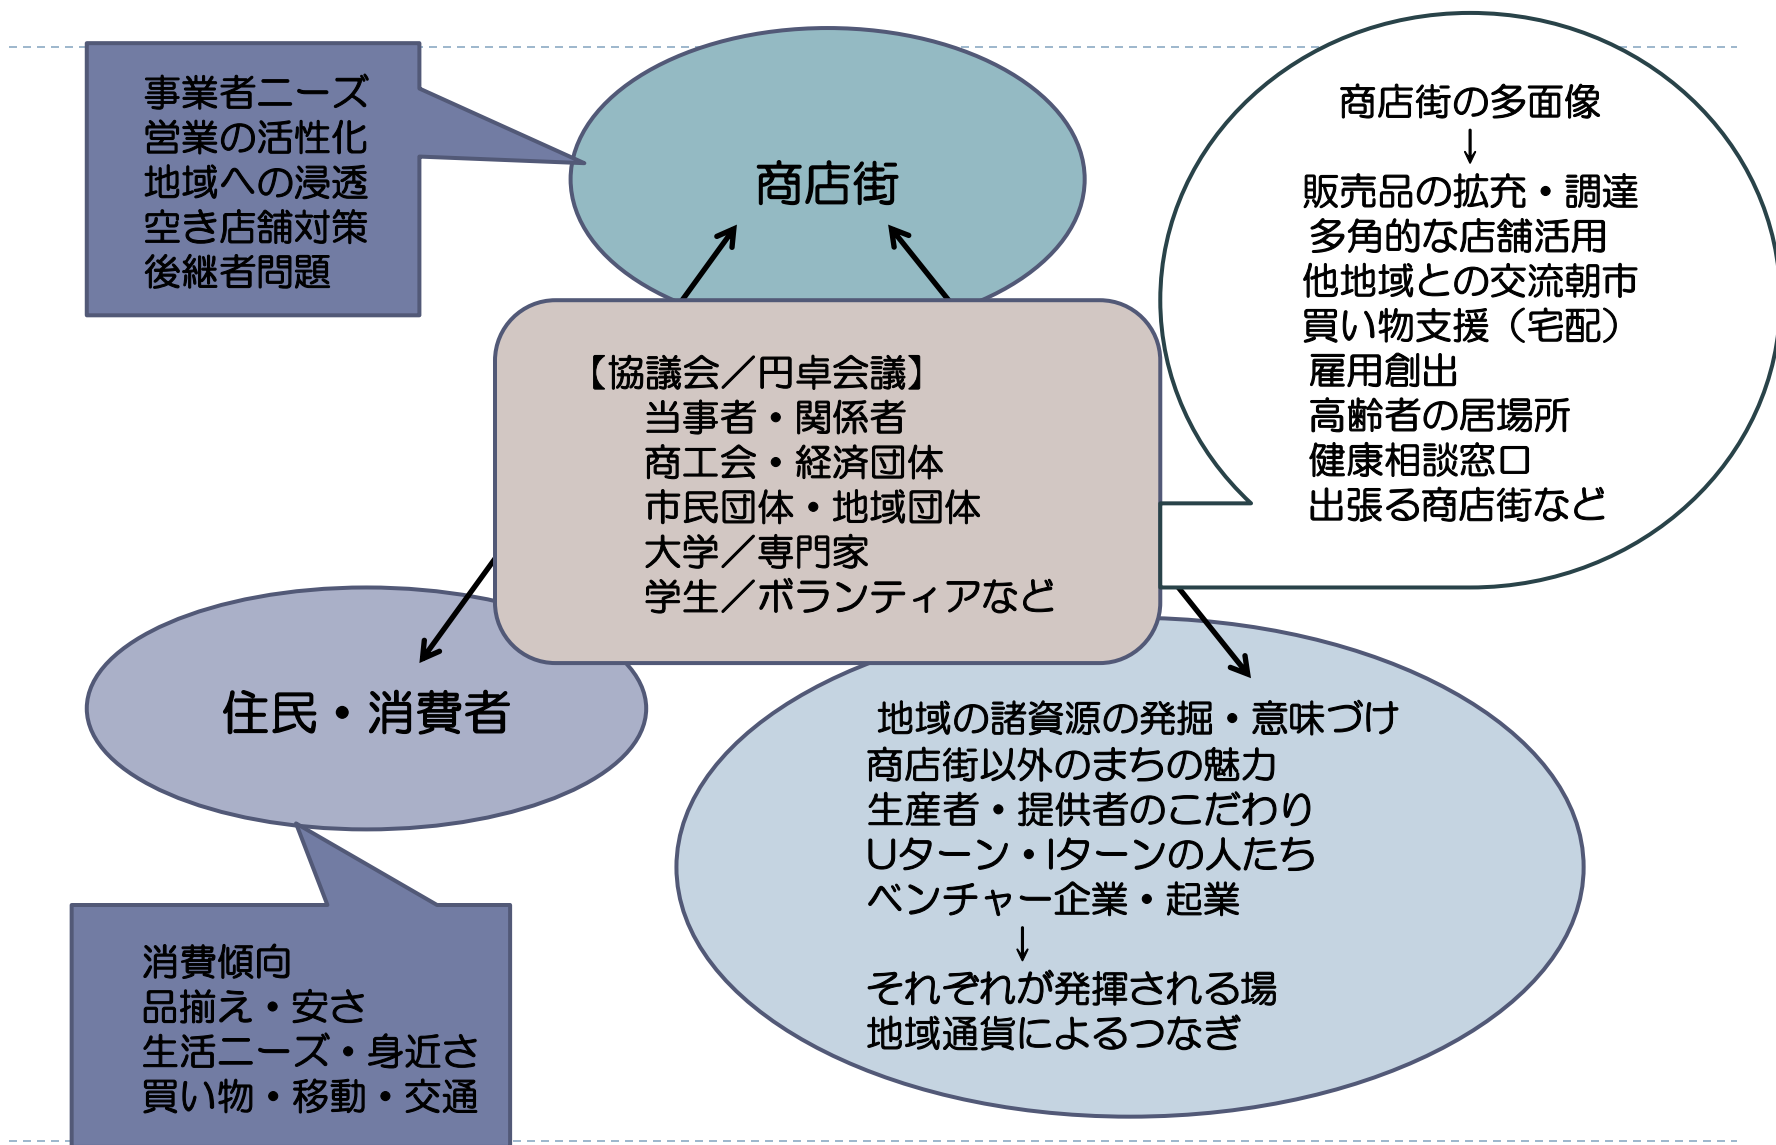 事業者ニーズ
営業の活性化
地域への浸透
空き店舗対策
後継者問題
商店街
商店街の多面像
↓
販売品の拡充・調達
多角的な店舗活用
他地域との交流朝市
買い物支援（宅配）
雇用創出
高齢者の居場所
健康相談窓口
出張る商店街など
【協議会／円卓会議】
当事者・関係者
商工会・経済団体
市民団体・地域団体
大学／専門家
学生／ボランティアなど
住民・消費者
地域の諸資源の発掘・意味づけ
商店街以外のまちの魅力
生産者・提供者のこだわり
Uターン・Iターンの人たち
ベンチャー企業・起業
↓
それぞれが発揮される場
地域通貨によるつなぎ
消費傾向
品揃え・安さ
生活ニーズ・身近さ
買い物・移動・交通